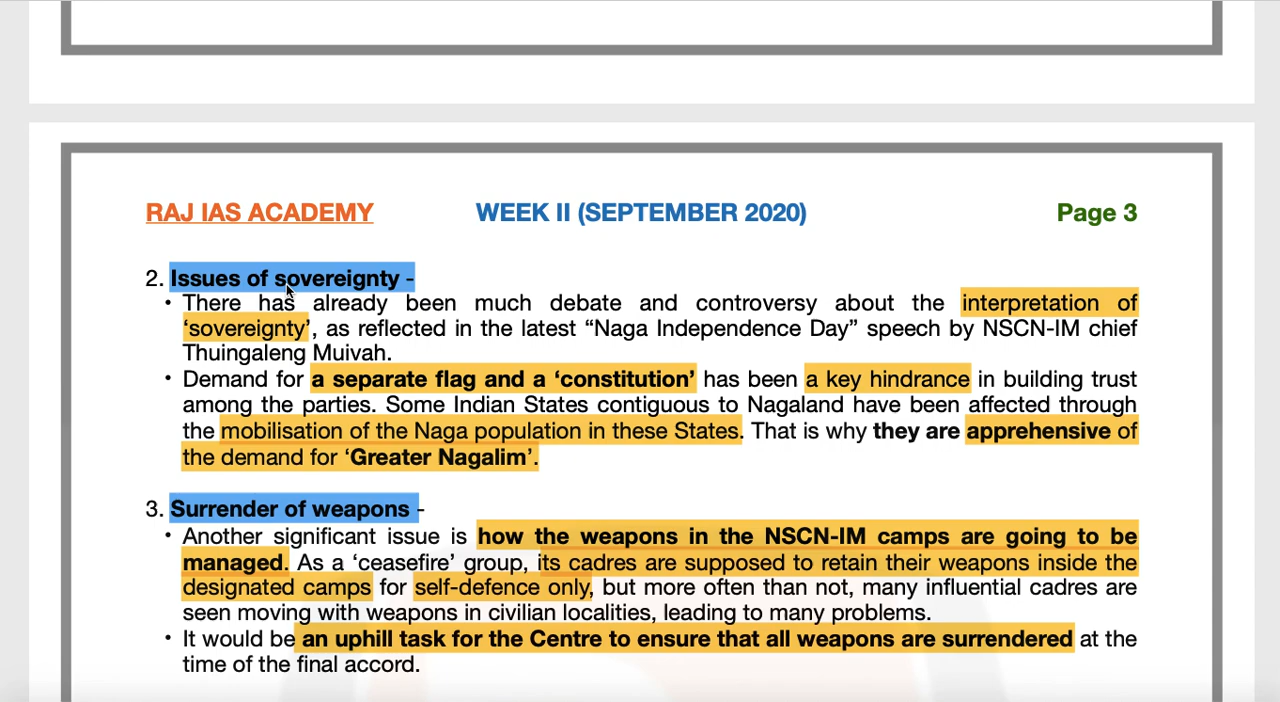 RAJ IAS ACADEMY WEEK II (SEPTEMBER 2020) Page 3
2. Issues of sovereignty -
• There has already been much debate and controversy about the interpretation of
‘sovereignty’, as reflected in the latest “Naga Independence Day” speech by NSCN-IM chief
Thuingaleng Muivah.
• Demand for a separate flag and a ‘constitution’ has been a key hindrance in building trust
among the parties. Some Indian States contiguous to Nagaland have been affected through
the mobilisation of the Naga population in these States. That is why they are apprehensive of
the demand for ‘Greater Nagalim’.
3. Surrender of weapons -
• Another significant issue is how the weapons in the NSCN-IM camps are going to be
managed. As a ‘ceasefire’ group, its cadres are supposed to retain their weapons inside the
designated camps for self-defence only, but more often than not, many influential cadres are
seen moving with weapons in civilian localities, leading to many problems.
• It would be an uphill task for the Centre to ensure that all weapons are surrendered at the
time of the final accord.